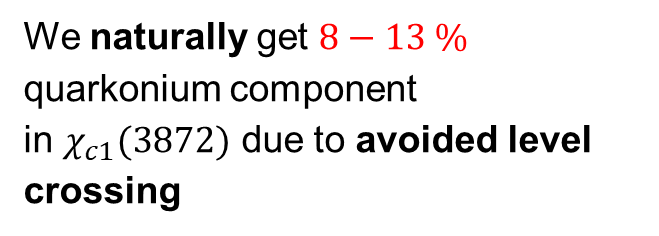 We naturally get 8 – 13 %
quarkonium component
in χc1(3872) due to avoided level
crossing